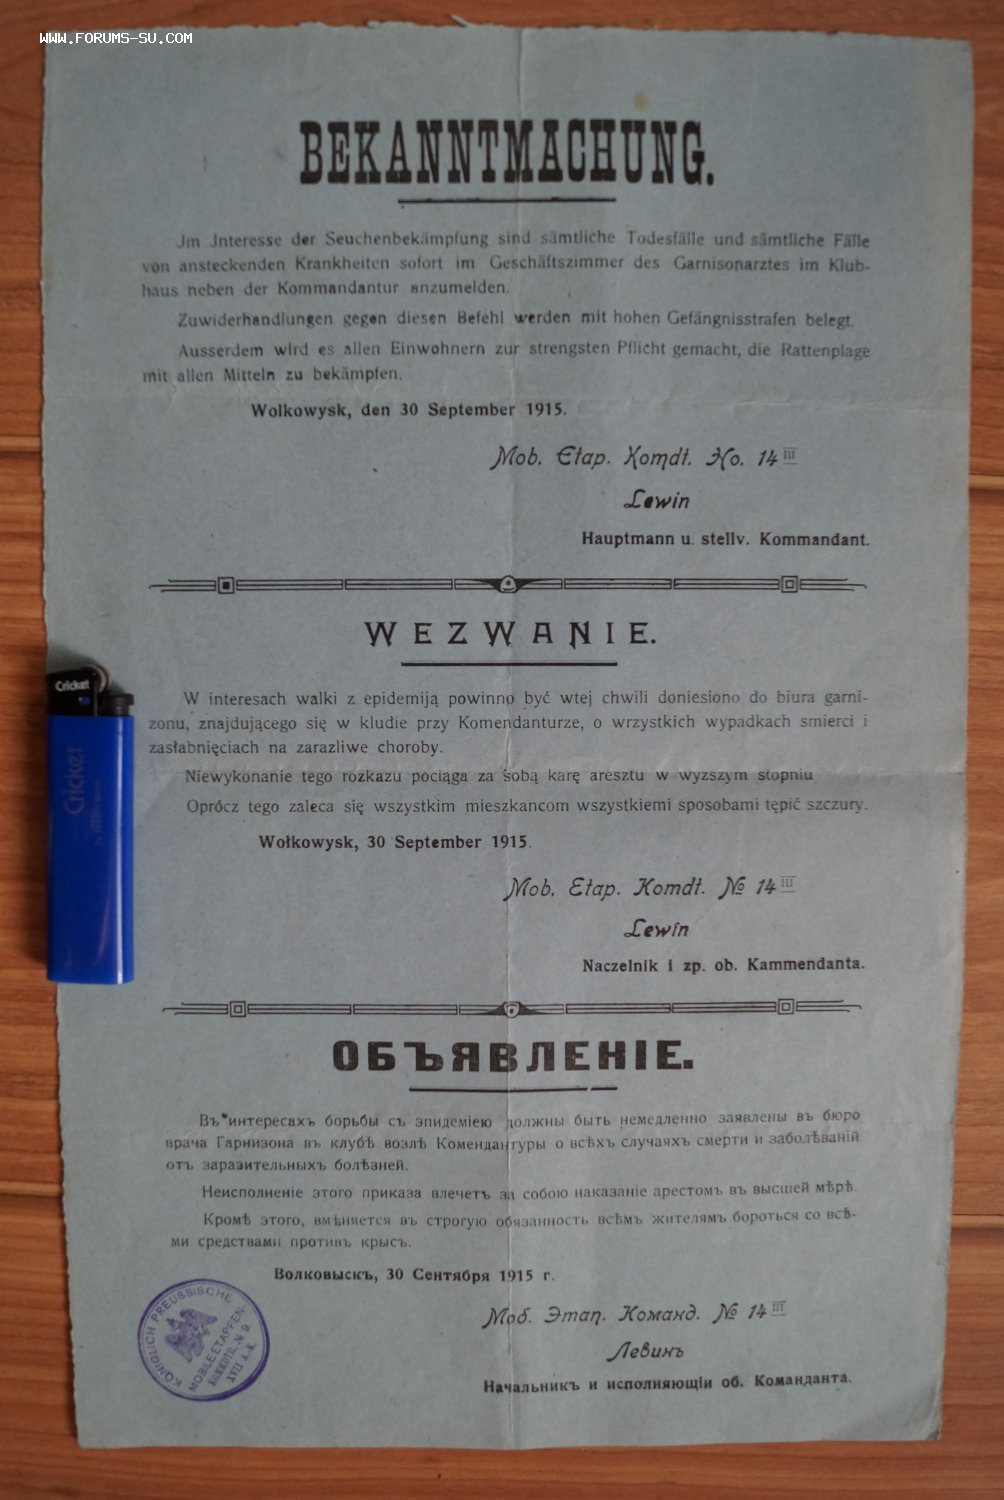 www.forums-su.com
BEKANNTMACHUNG.
Jm Jnteresse der Seuchenbekämpfung sind sämtliche Todesfälle und sämtliche Fälle
von ansteckenden Krankheiten sofort im Geschäftszimmer des Garnisonarztes im Klub-
haus neben der Kommandantur anzumelden.
Zuwiderhandlungen gegen diesen Befehl werden mit hohen Gefängnisstrafen belegt.
Ausserdem wird es allen Einwohnern zur strengsten Pflicht gemacht, die Rattenplage
mit allen Mitteln zu bekämpfen.
Wolkowysk, den 30 September 1915.
Mob. Etap. Komdt. No. 14 III
Lewin
Hauptmann u. stellv. Kommandant.
WEZWANIE.
W interesach walki z epidemiją powinno być wtej chwili doniesiono do biura garni-
zonu, znajdującego się w kludie przy Komendanturze, o wrzystkich wypadkach smierci i
zasłabnięciach na zarazliwe choroby.
Niewykonanie tego rozkazu pociąga za sobą karę aresztu w wyzszym stopniu
Oprócz tego zaleca się wszystkim mieszkancom wszystkiemi sposobami tępić szczury.
Wołkowysk, 30 September 1915.
Mob. Etap. Komdt. № 14 III
Lewin
Naczelnik i zp. ob. Kammendanta.
Cricket
Cricket
ОБЪЯВЛЕНІЕ.
Въ интересахъ борьбы съ эпидеміею должны быть немедленно заявлены въ бюро
врача Гарнизона въ клубѣ возлѣ Комендантуры о всѣхъ случаяхъ смерти и заболѣваній
отъ заразительныхъ болѣзней.
Неисполненіе этого приказа влечетъ за собою наказаніе арестомъ въ высшей мѣрѣ.
Кромѣ этого, вмѣняется въ строгую обязанность всѣмъ жителямъ бороться со всѣ-
ми средствами противъ крысъ.
Волковыскъ, 30 Сентября 1915 г.
Моб. Этап. Команд. № 14 III
Левинъ
Начальникъ и исполняющіи об. Команданта.
KÖNIGLICH PREUSSISCHE
MOBILE ETAPPEN-
KOMMDTR. № 9.
XVII A.-K.